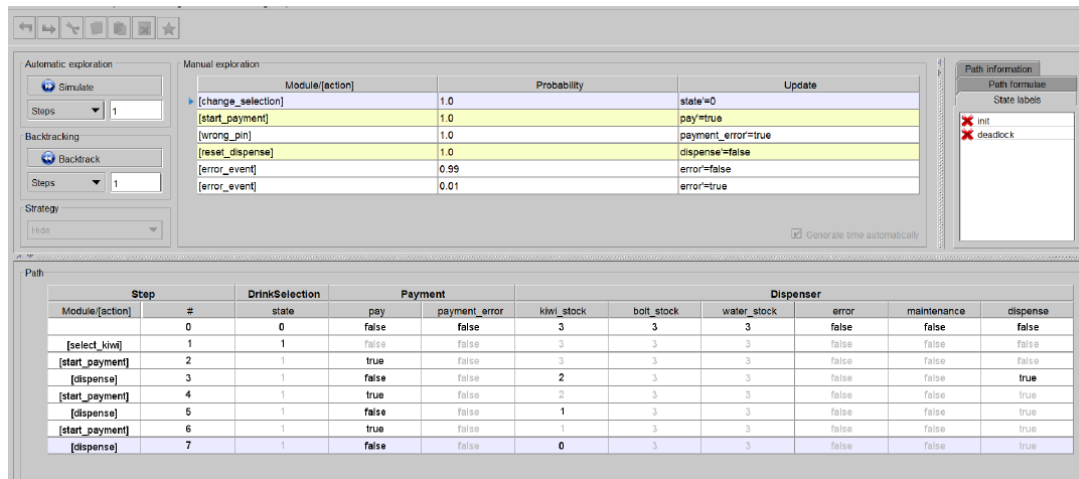 Automatic exploration
Simulate
Steps 1
Backtracking
Backtrack
Steps 1
Strategy
Hide
Manual exploration
Module/[action] Probability Update
[change_selection] 1.0 state'=0
[start_payment] 1.0 pay'=true
[wrong_pin] 1.0 payment_error'=true
[reset_dispense] 1.0 dispense'=false
[error_event] 0.99 error'=false
[error_event] 0.01 error'=true
Generate time automatically
Path information
Path formulae
State labels
init
deadlock
Path
Step DrinkSelection Payment Dispenser
Module/[action] # state pay payment_error kiwi_stock bolt_stock water_stock error maintenance dispense
0 0 false false 3 3 3 false false false
[select_kiwi] 1 1 false false 3 3 3 false false false
[start_payment] 2 1 true false 3 3 3 false false false
[dispense] 3 1 false false 2 3 3 false false true
[start_payment] 4 1 true false 2 3 3 false false true
[dispense] 5 1 false false 1 3 3 false false true
[start_payment] 6 1 true false 1 3 3 false false true
[dispense] 7 1 false false 0 3 3 false false true